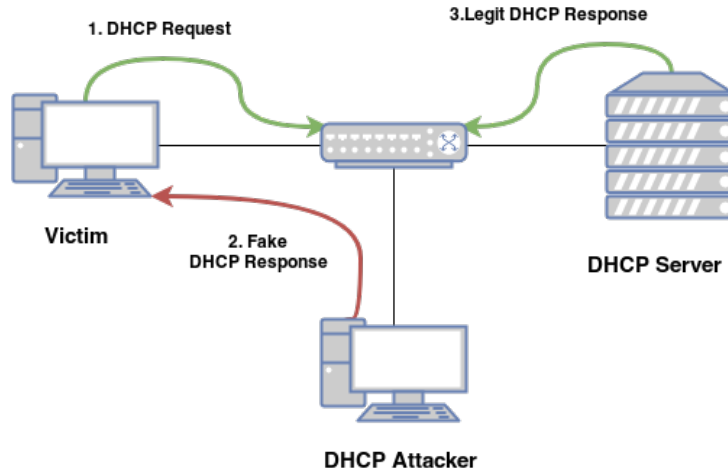 1. DHCP Request
3.Legit DHCP Response
Victim
2. Fake
DHCP Response
DHCP Server
DHCP Attacker